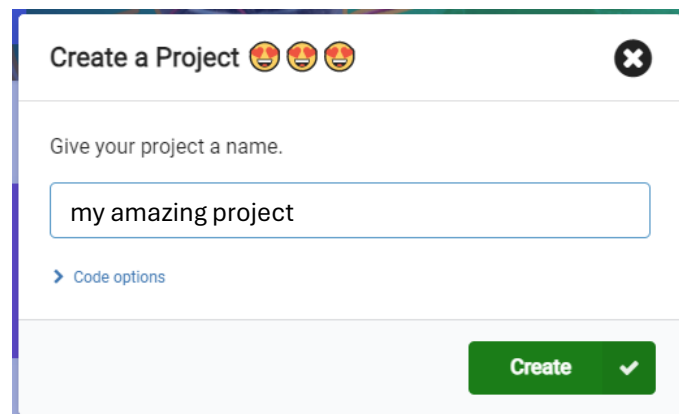 Create a Project 😍 😍 😍
Give your project a name.
my amazing project
Code options
Create